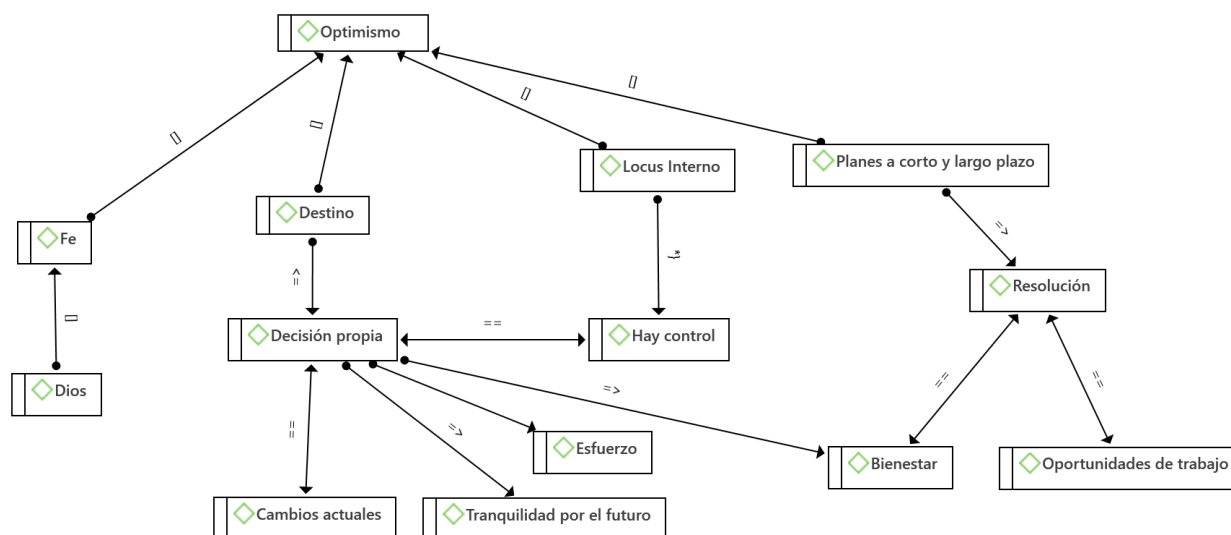 Optimismo
[]
[]
[]
[]
Planes a corto y largo plazo
Locus Interno
Destino
Fe
=>
=>
}*
Resolución
[]
Decisión propia
==
Hay control
Dios
==
=>
=>
==
==
Esfuerzo
Bienestar
Oportunidades de trabajo
Cambios actuales
Tranquilidad por el futuro